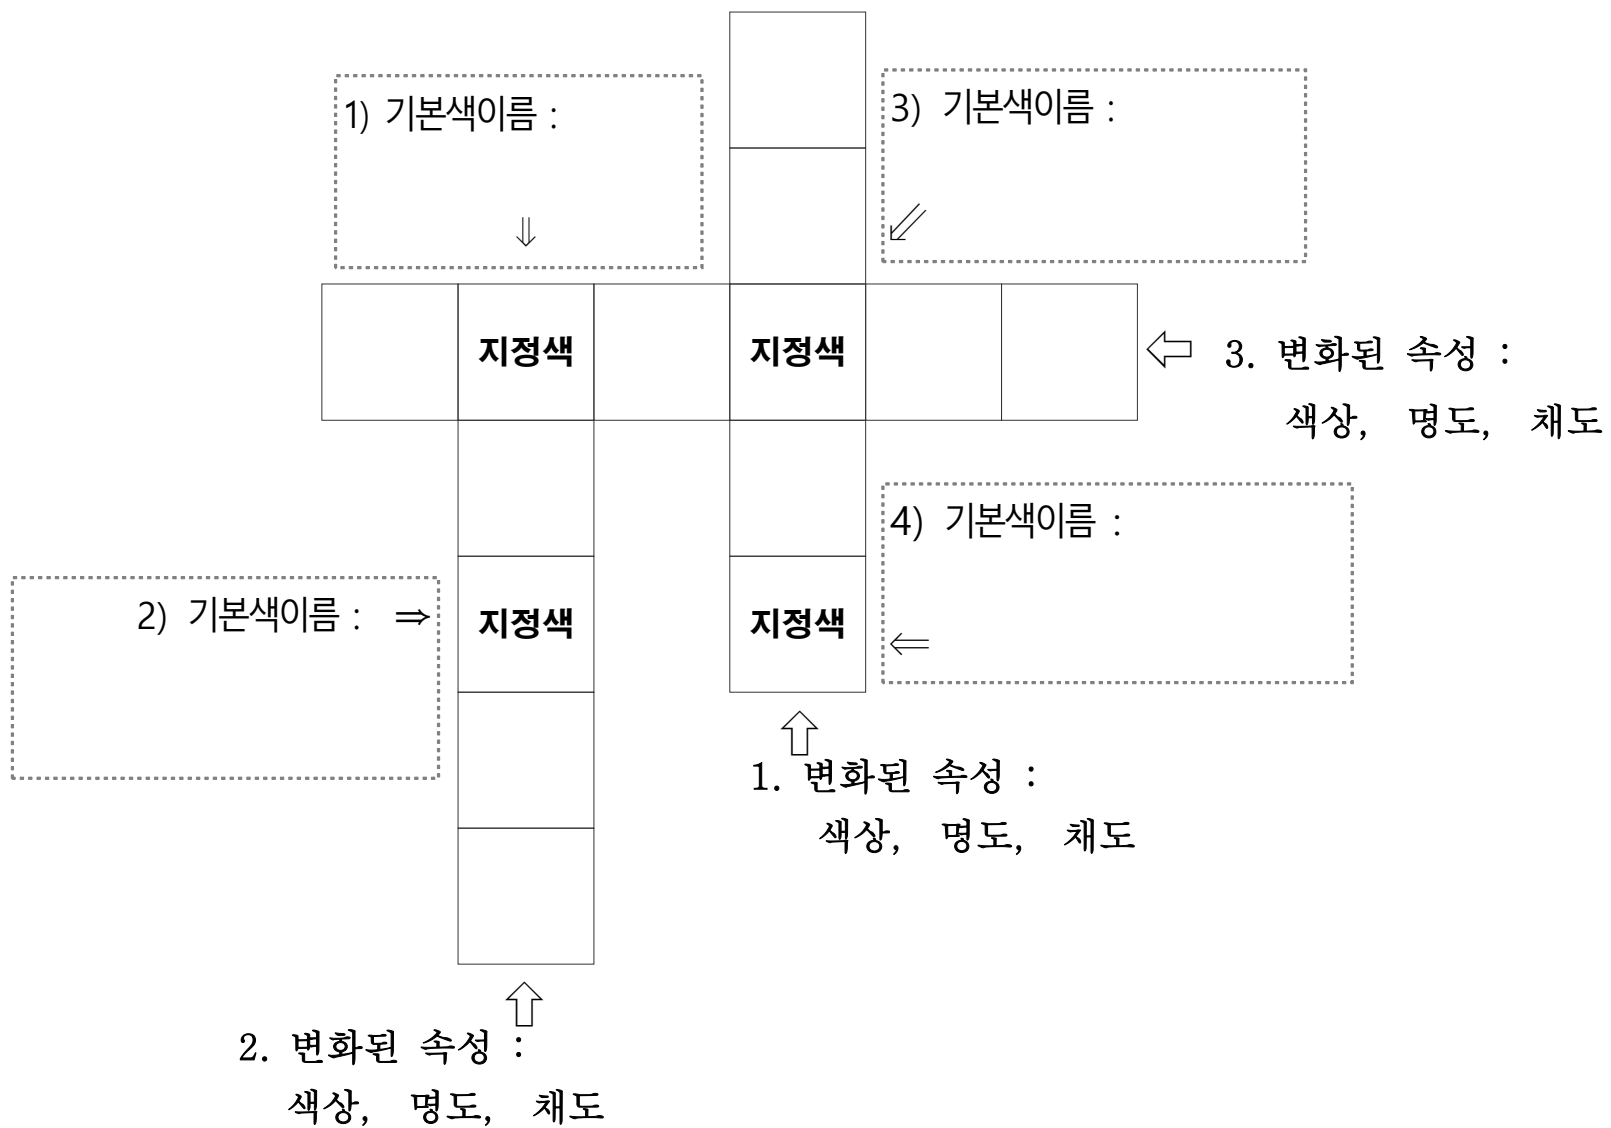 1) 기본색이름 :
⇓
3) 기본색이름 :
⇙
지정색
지정색
⇦ 3. 변화된 속성 :
색상, 명도, 채도
4) 기본색이름 :
⇐
2) 기본색이름 : ⇒
지정색
지정색
⇧
1. 변화된 속성 :
색상, 명도, 채도
⇧
2. 변화된 속성 :
색상, 명도, 채도